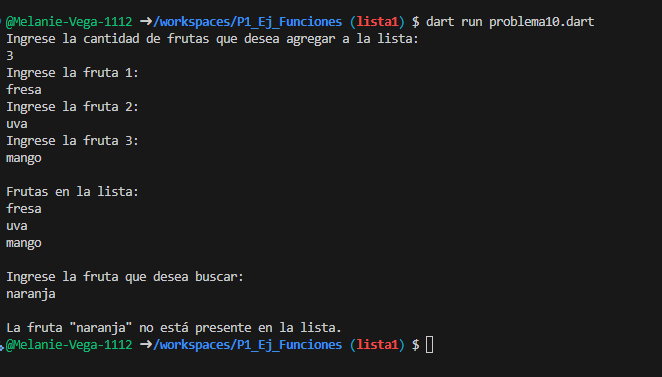 @Melanie-Vega-1112 ➜/workspaces/P1_Ej_Funciones (lista1) $ dart run problema10.dart
Ingrese la cantidad de frutas que desea agregar a la lista:
3
Ingrese la fruta 1:
fresa
Ingrese la fruta 2:
uva
Ingrese la fruta 3:
mango
Frutas en la lista:
fresa
uva
mango
Ingrese la fruta que desea buscar:
naranja
La fruta "naranja" no está presente en la lista.
@Melanie-Vega-1112 ➜/workspaces/P1_Ej_Funciones (lista1) $